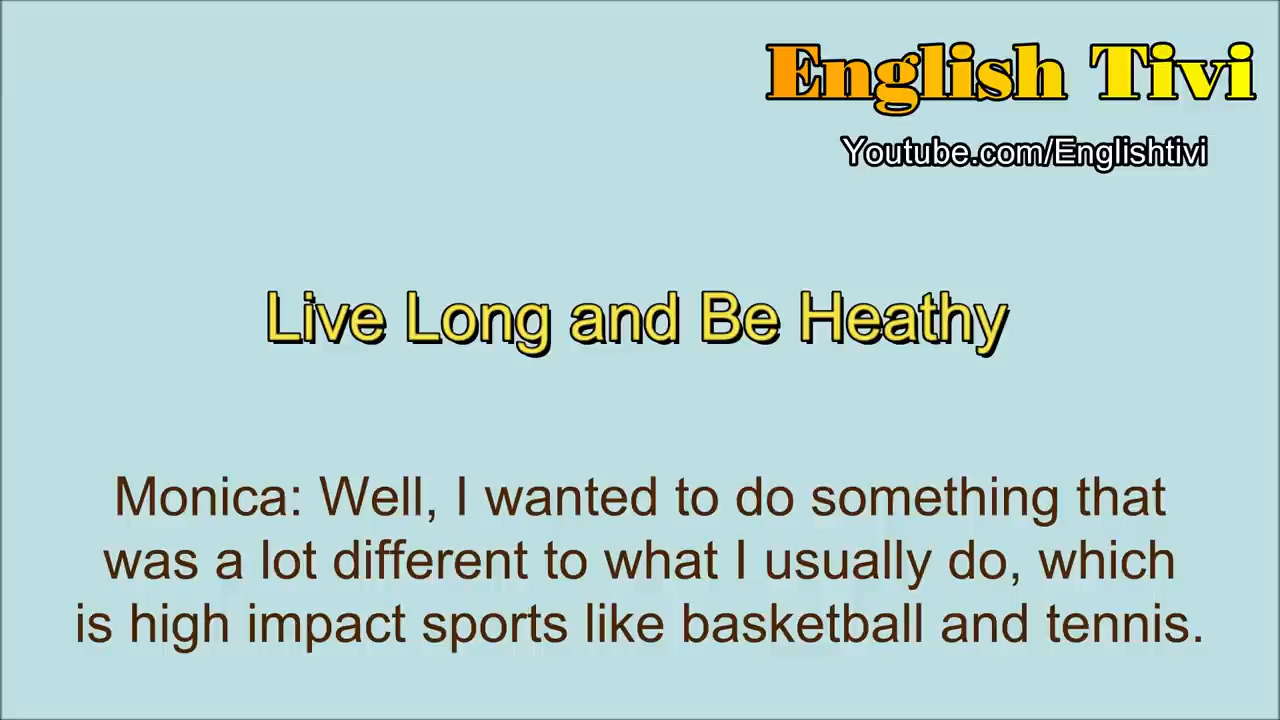 English Tivi
Youtube.com/Englishtivi
Live Long and Be Heathy
Monica: Well, I wanted to do something that
was a lot different to what I usually do, which
is high impact sports like basketball and tennis.